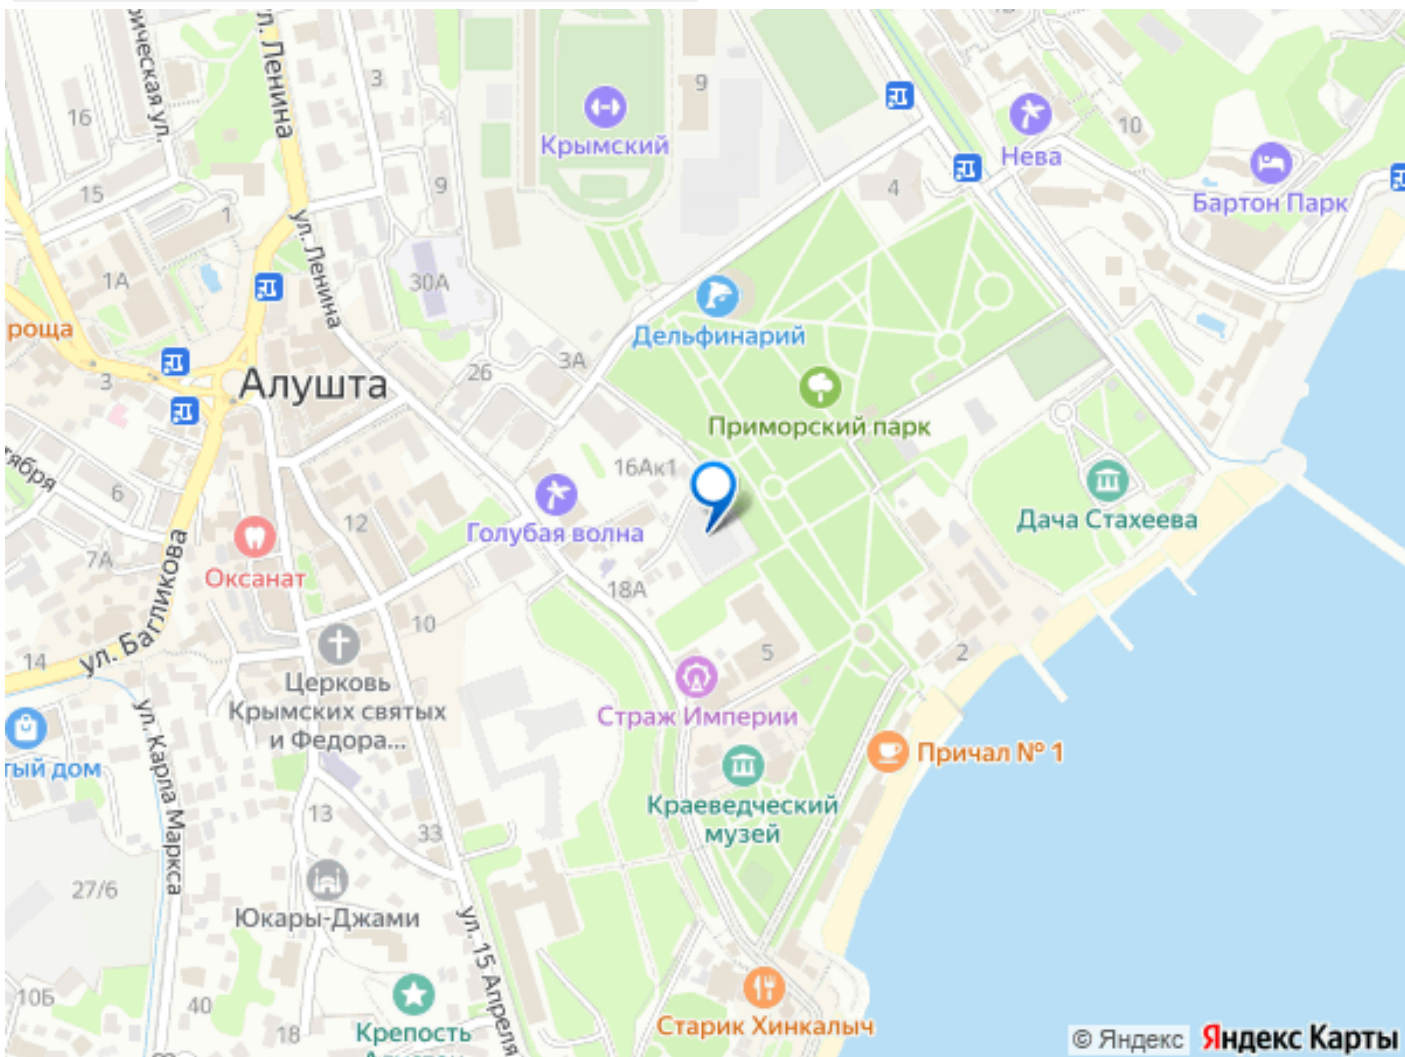 ул. Ленина
3
9
Крымский
16
10
Нева
Бартон Парк
15
9
4
1
ул. Ленина
1А
30А
Дельфинарий
роща
3
Алушта
26
3А
Приморский парк
16Ак1
6
12
Голубая волна
Дача Стахеева
7А
Оксанат
18А
ул. Багликова
10
14
5
2
Церковь
Крымских святых
и Федора...
Страж Империи
ул. Карла Маркса
тый дом
Причал № 1
Краеведческий
музей
13
33
27/6
Юкары-Джами
ул. 15 Апреля
10Б
40
18
Крепость
Старик Хинкалыч
© Яндекс Яндекс Карты